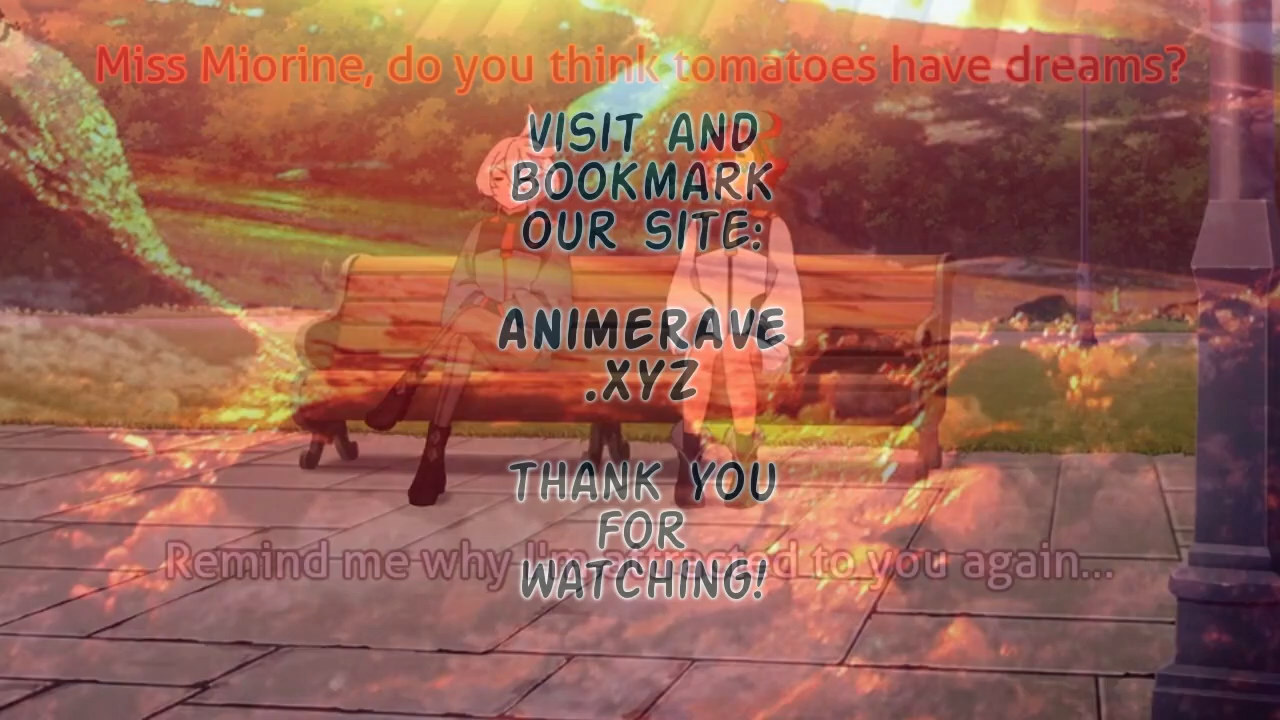 Miss Miorine, do you think tomatoes have dreams?
VISIT AND
BOOKMARK
OUR SITE:
ANIMERAVE
.XYZ
THANK YOU
FOR
Remind me why I'm attracted to you again...
WATCHING!